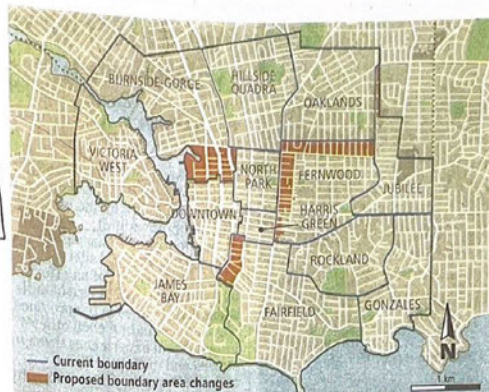 BURNSIDE-GORGE
HILLSIDE
QUADRA
OAKLANDS
VICTORIA
WEST
NORTH
PARK
FERNWOOD
JUBILEE
DOWNTOWN
HARRIS
GREEN
ROCKLAND
JAMES
BAY
FAIRFIELD
GONZALES
N
Current boundary
Proposed boundary area changes
1 km